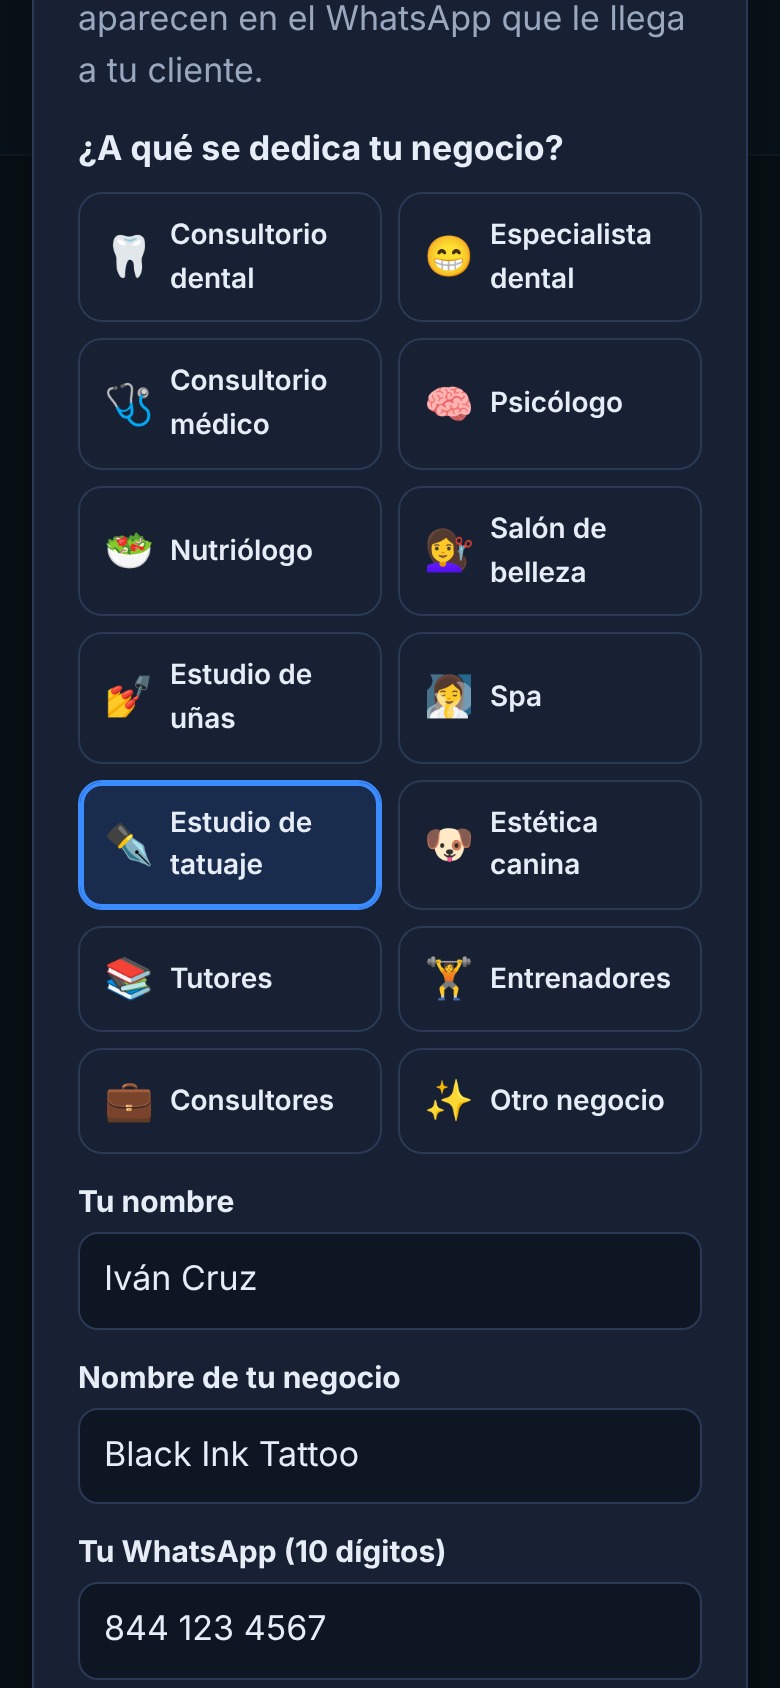 aparecen en el WhatsApp que le llega
a tu cliente.
¿A qué se dedica tu negocio?
Consultorio
dental
Especialista
dental
Consultorio
médico
Psicólogo
Nutriólogo
Salón de
belleza
Estudio de
uñas
Spa
Estudio de
tatuaje
Estética
canina
Tutores
Entrenadores
Consultores
Otro negocio
Tu nombre
Iván Cruz
Nombre de tu negocio
Black Ink Tattoo
Tu WhatsApp (10 dígitos)
844 123 4567